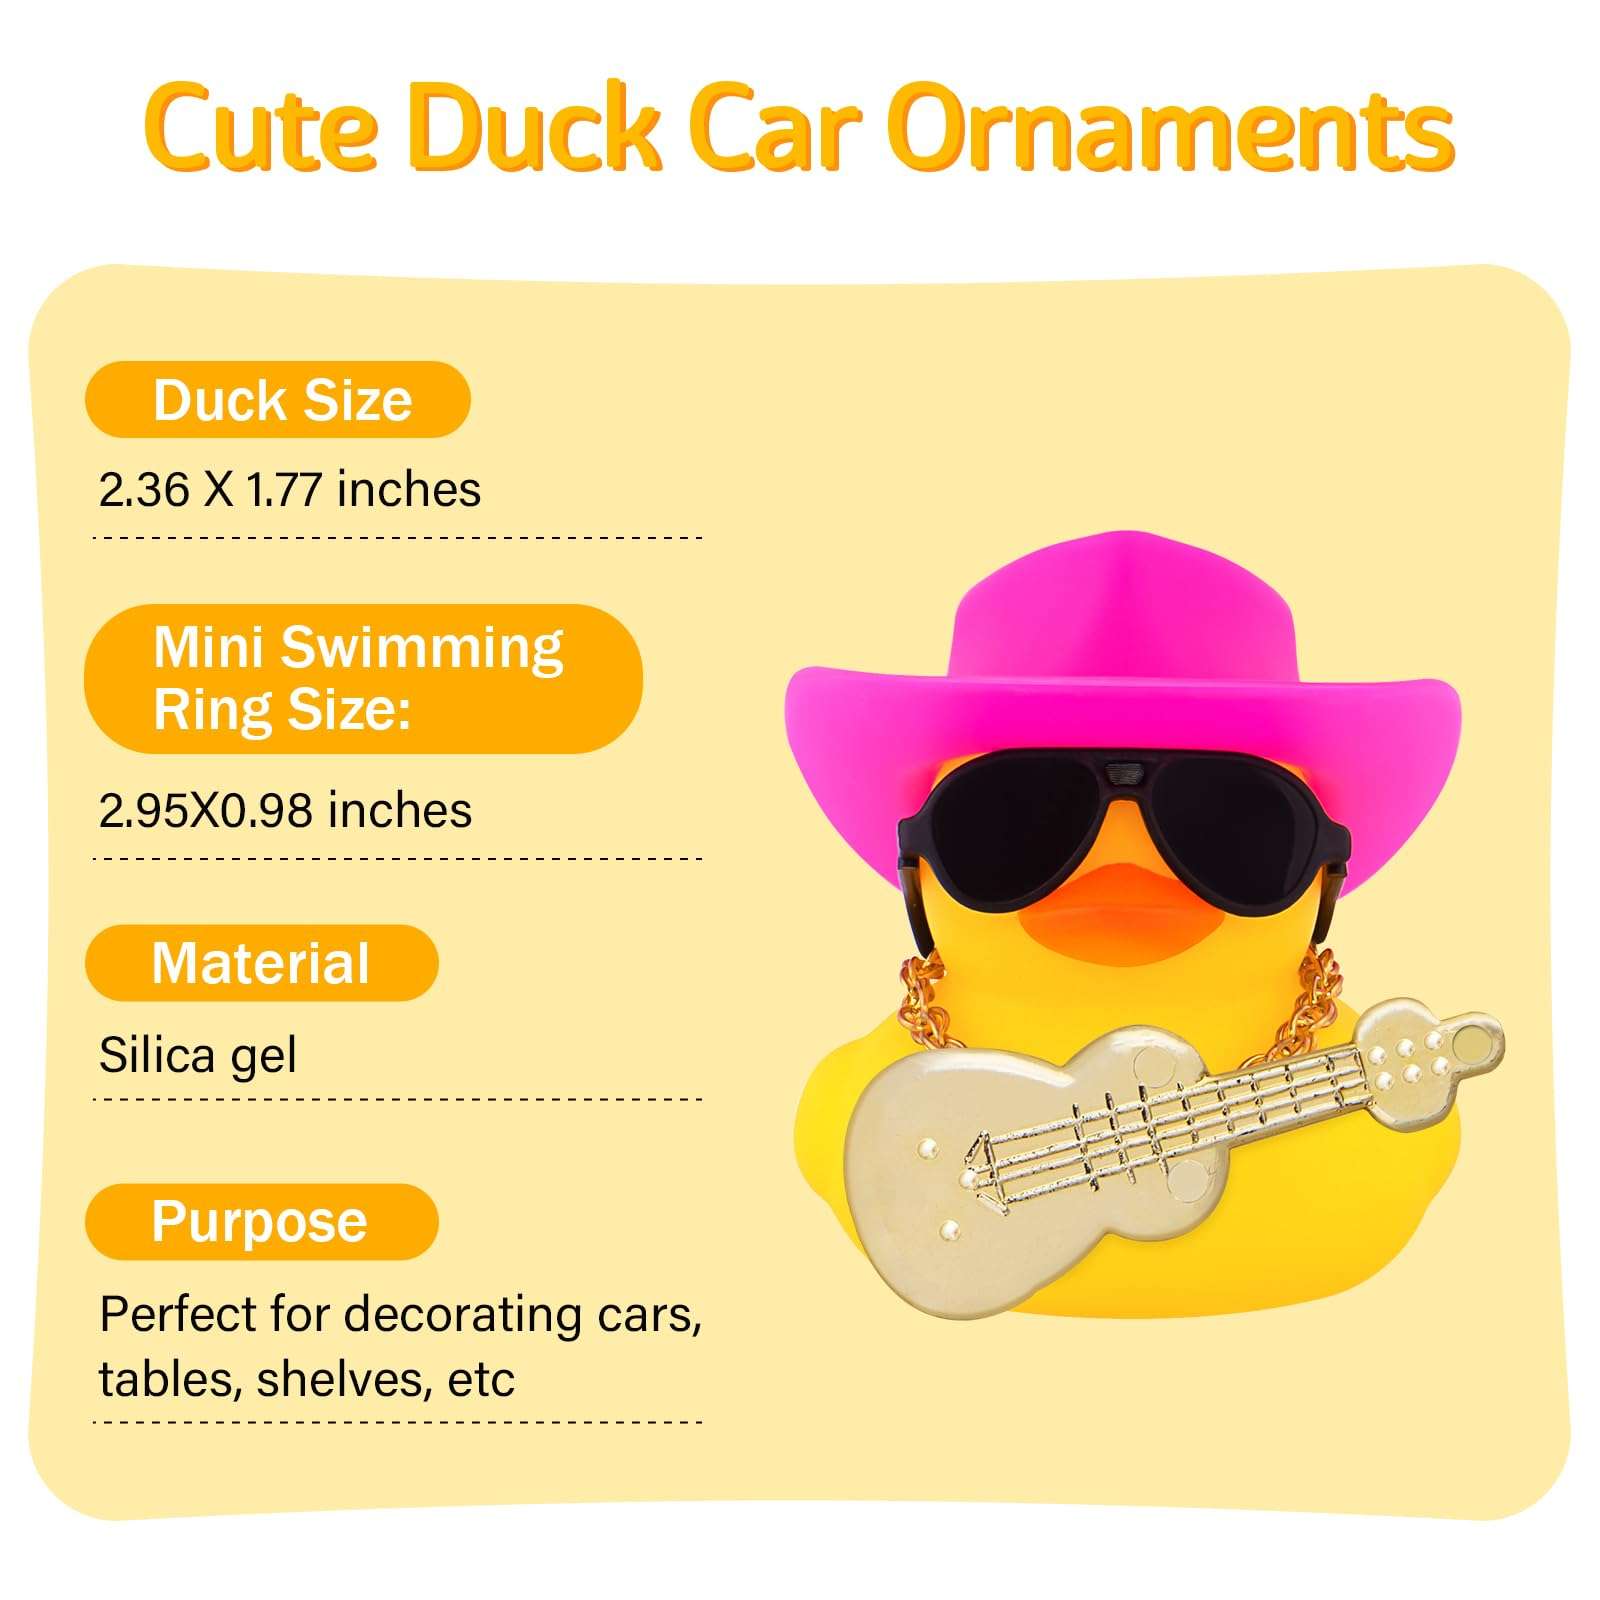 Cute Duck Car Ornaments
Duck Size
2.36 X 1.77 inches
Mini Swimming
Ring Size:
2.95X0.98 inches
Material
Silica gel
Purpose
Perfect for decorating cars,
tables, shelves, etc